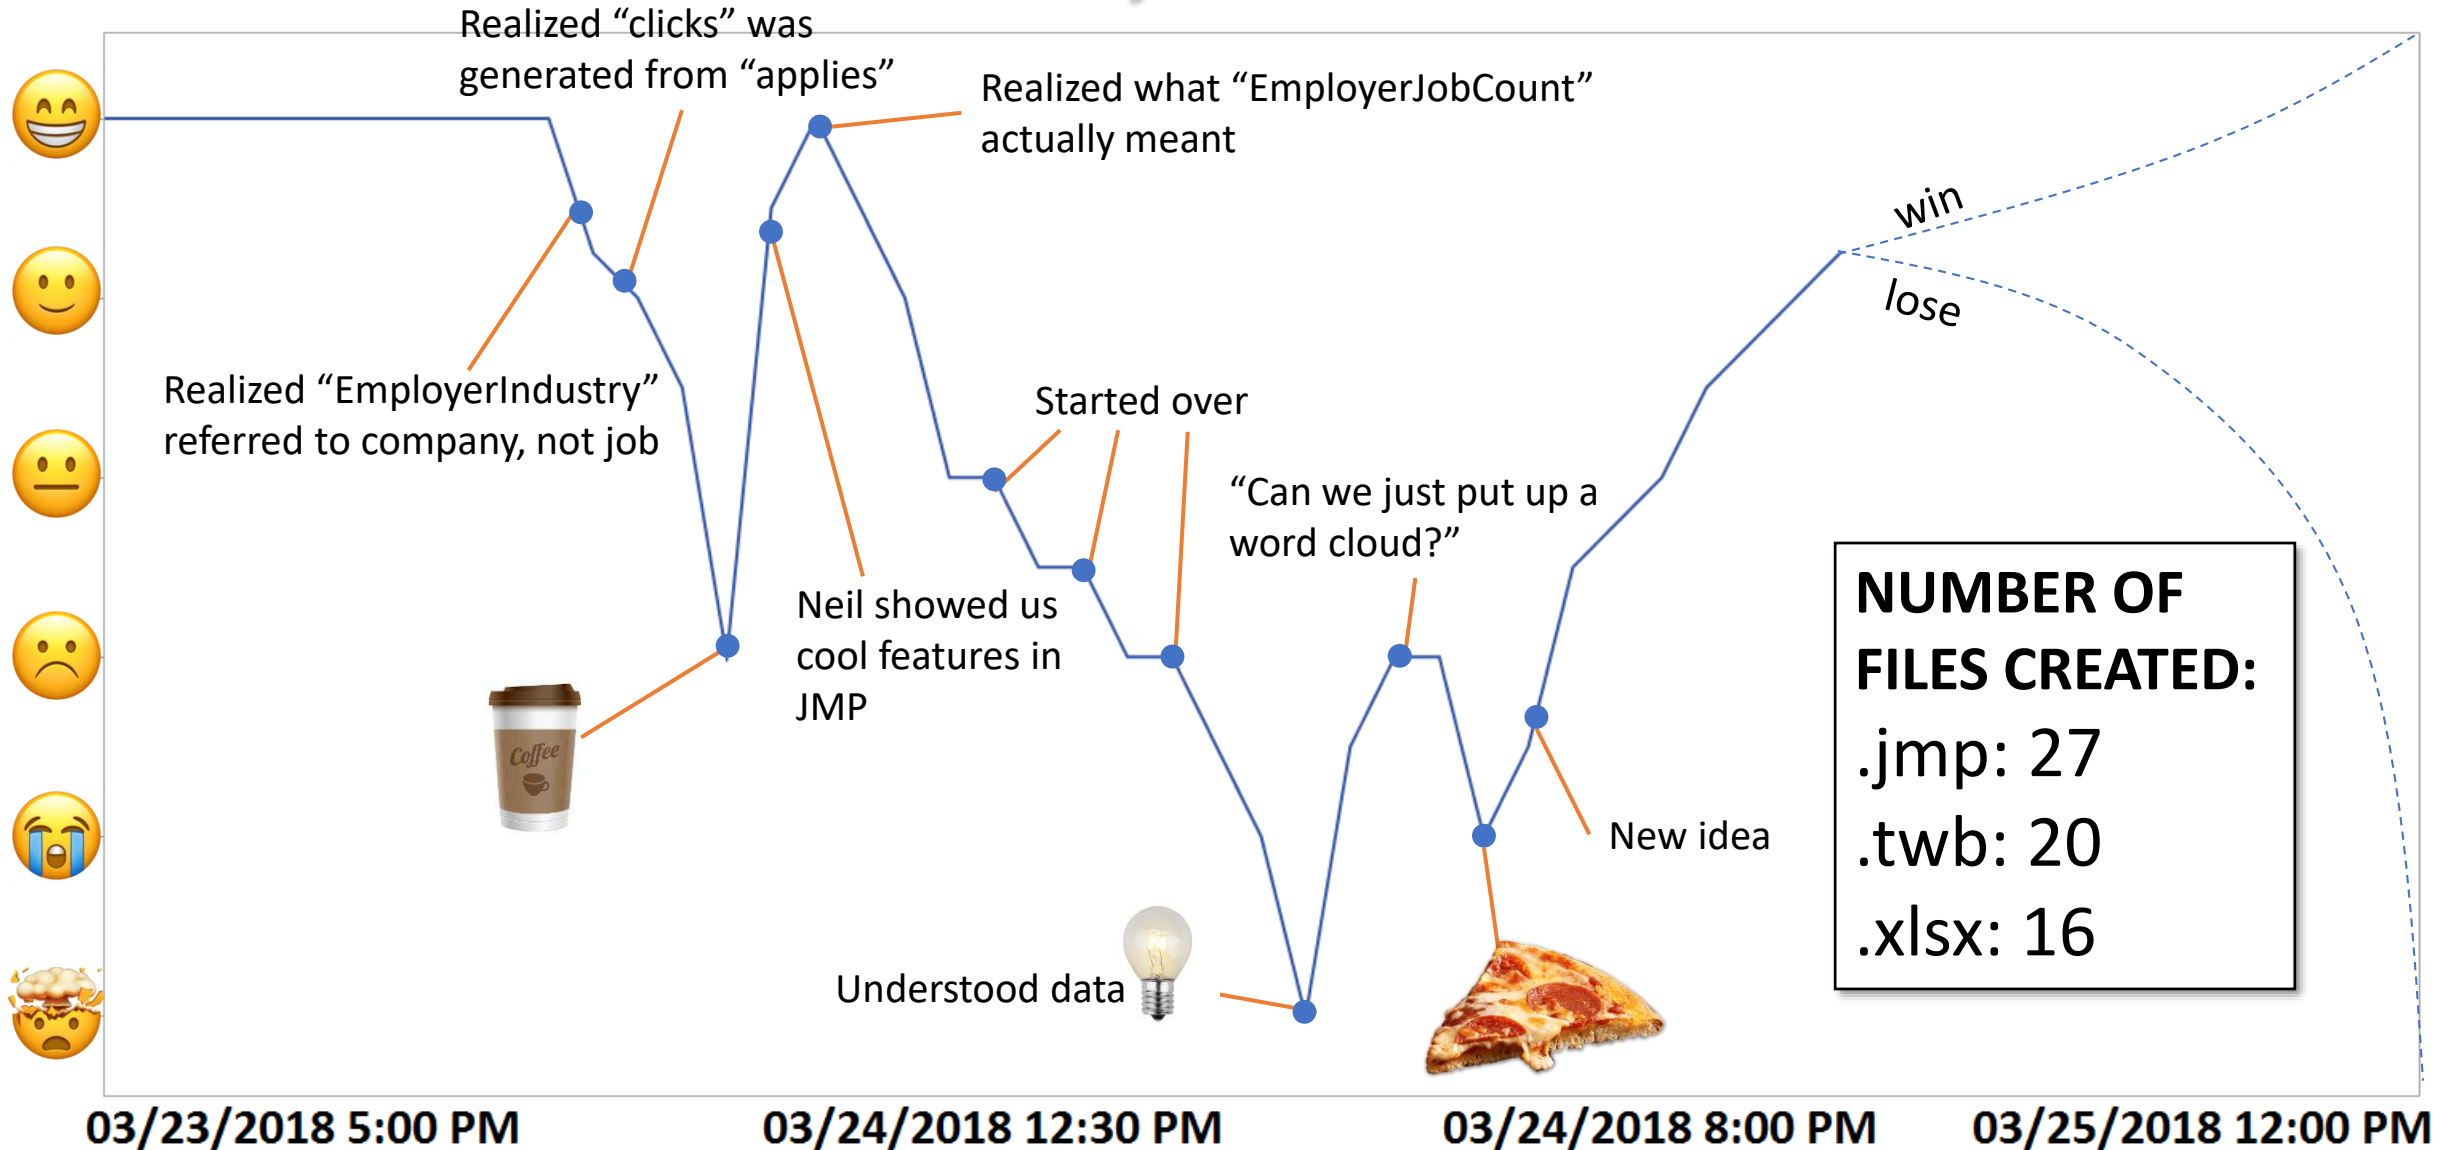 Realized “clicks” was
generated from “applies”
Realized what “EmployerJobCount”
actually meant
win
lose
Realized “EmployerIndustry”
referred to company, not job
Started over
“Can we just put up a
word cloud?”
Neil showed us
cool features in
JMP
Coffee
New idea
Understood data
NUMBER OF
FILES CREATED:
.jmp: 27
.twb: 20
.xlsx: 16
03/23/2018 5:00 PM
03/24/2018 12:30 PM
03/24/2018 8:00 PM
03/25/2018 12:00 PM